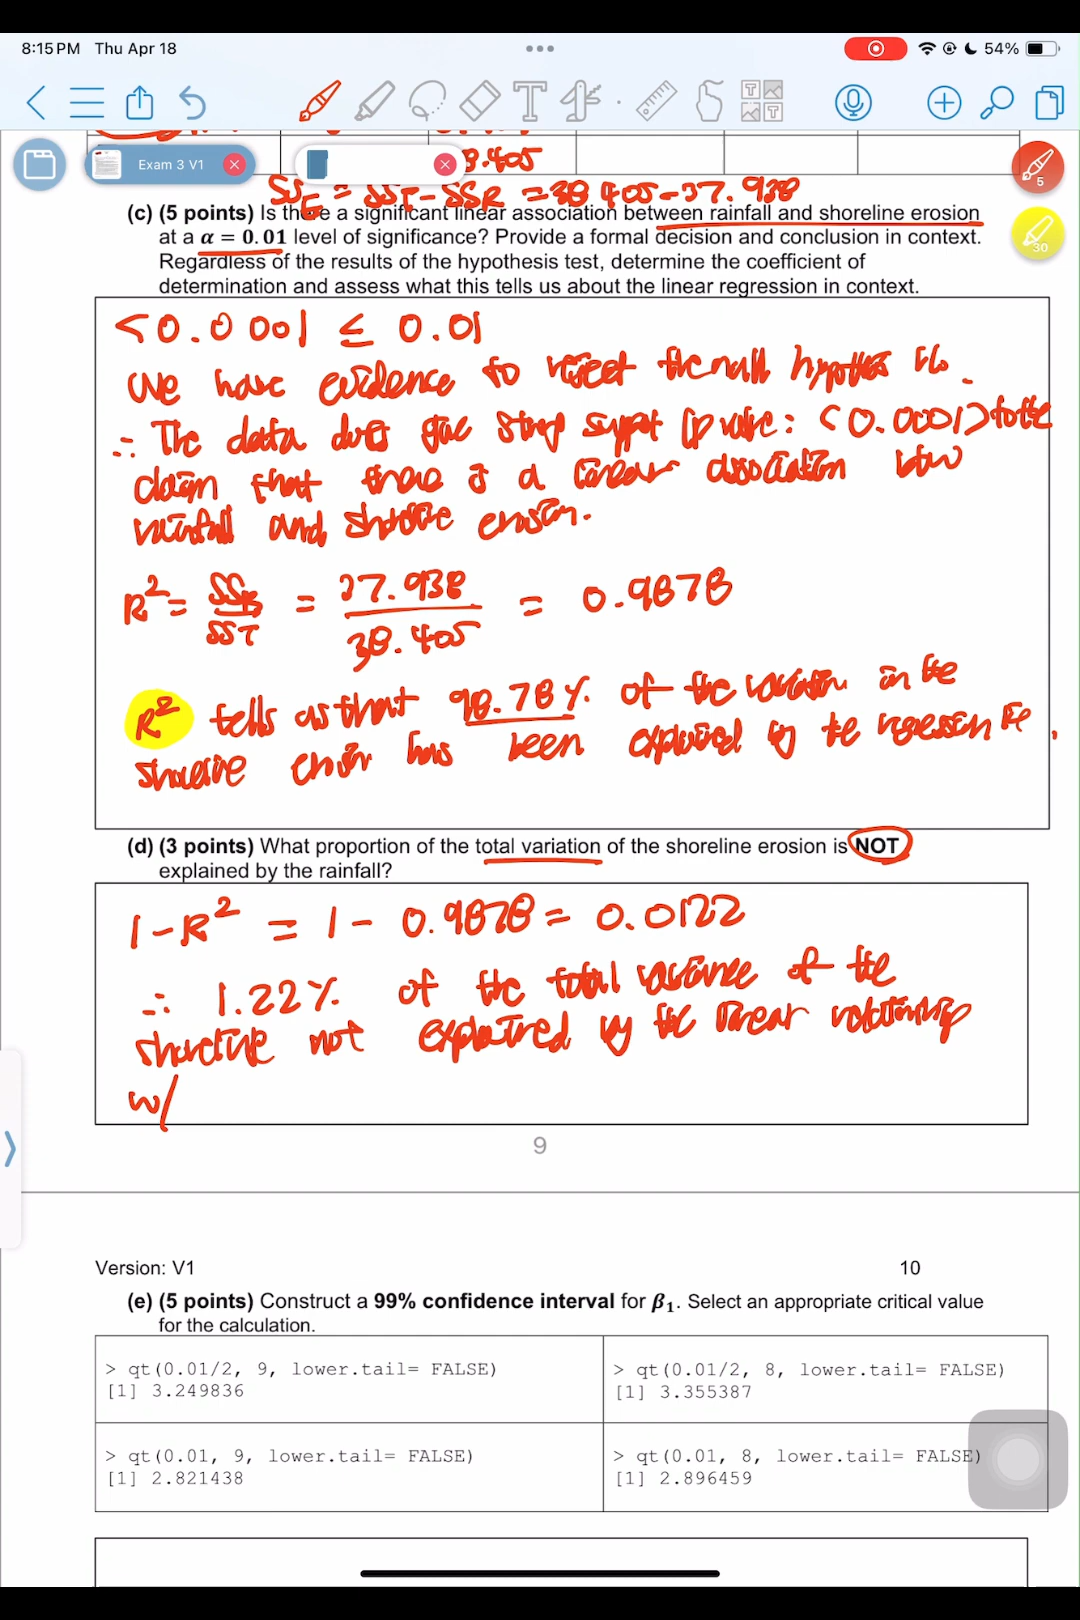 8:15 PM Thu Apr 18
54%
5
Exam 3 V1
30
38.405
SSE = SST - SSR = 38.405-37.938
(c) (5 points) Is there a significant linear association between rainfall and shoreline erosion
at a α = 0.01 level of significance? Provide a formal decision and conclusion in context.
Regardless of the results of the hypothesis test, determine the coefficient of
determination and assess what this tells us about the linear regression in context.
<0.0001 ≤ 0.01
We have evidence to reject the null hypothesis Ho.
∴ The data does give strong support (p value: <0.0001) to the
claim that there is a linear association btw
rainfall and shoreline erosion.
R² = SSR/SST = 37.938/38.405 = 0.9878
R² tells us that 98.78% of the variation in the
shoreline erosion has been explained by the regression line.
(d) (3 points) What proportion of the total variation of the shoreline erosion is NOT
explained by the rainfall?
1-R² = 1 - 0.9878 = 0.0122
∴ 1.22% of the total variance of the
shoreline not explained by the linear relationship
w/
9
Version: V1 10
(e) (5 points) Construct a 99% confidence interval for β₁. Select an appropriate critical value
for the calculation.
> qt(0.01/2, 9, lower.tail= FALSE)
[1] 3.249836
> qt(0.01/2, 8, lower.tail= FALSE)
[1] 3.355387
> qt(0.01, 9, lower.tail= FALSE)
[1] 2.821438
> qt(0.01, 8, lower.tail= FALSE)
[1] 2.896459